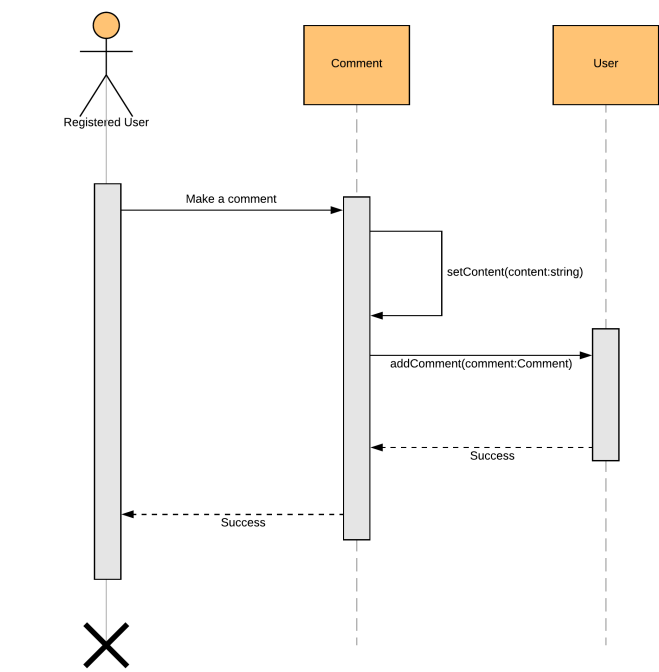 Comment
User
Registered User
Make a comment
setContent(content:string)
addComment(comment:Comment)
Success
Success